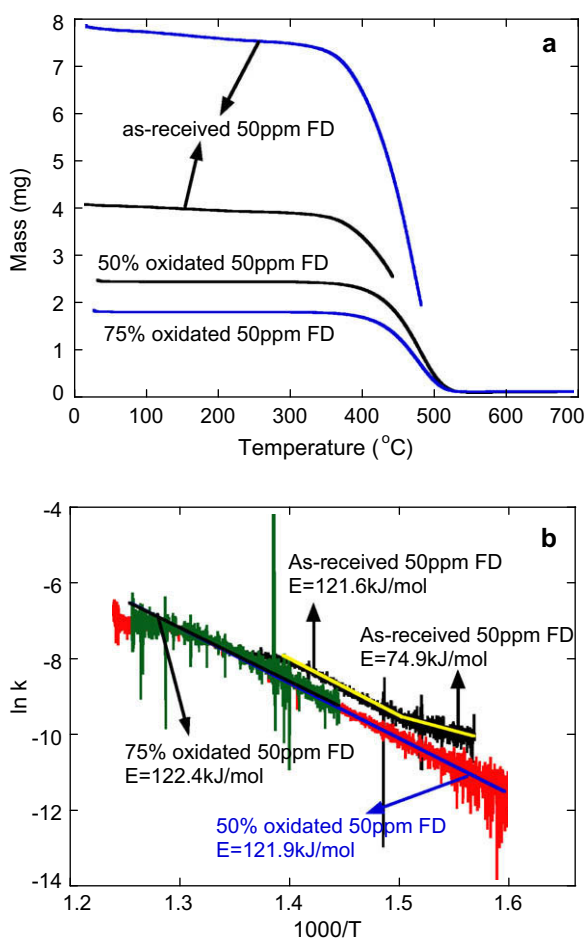 8
a
7
6
as-received 50ppm FD
5
Mass (mg)
4
3
50% oxidated 50ppm FD
2
75% oxidated 50ppm FD
1
0
0 100 200 300 400 500 600 700
Temperature (°C)
-4
b
As-received 50ppm FD
E=121.6kJ/mol
-6
As-received 50ppm FD
E=74.9kJ/mol
-8
ln k
-10
75% oxidated 50ppm FD
E=122.4kJ/mol
-12
50% oxidated 50ppm FD
E=121.9kJ/mol
-14
1.2 1.3 1.4 1.5 1.6
1000/T